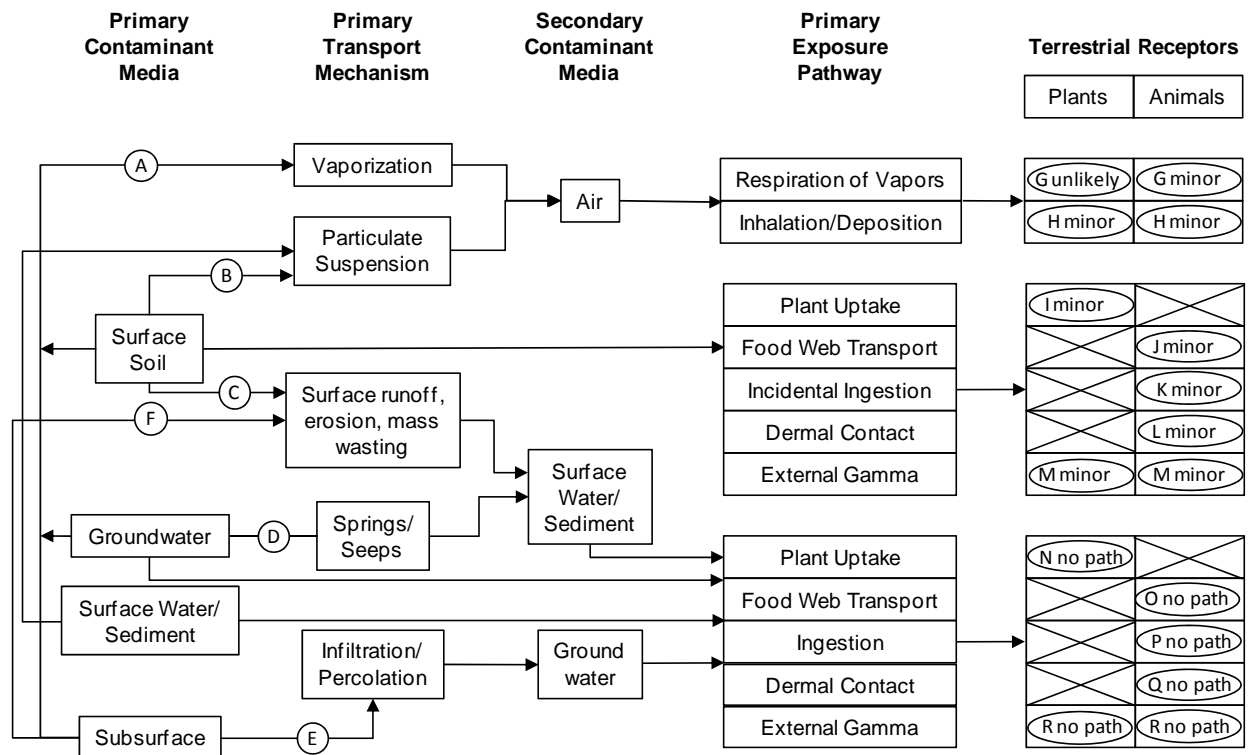 Primary
Contaminant
Media
Primary
Transport
Mechanism
Secondary
Contaminant
Media
Primary
Exposure
Pathway
Terrestrial Receptors
Plants
Animals
A
Vaporization
Air
Respiration of Vapors
Inhalation/Deposition
G unlikely
G minor
H minor
H minor
Particulate
Suspension
B
Surface
Soil
Plant Uptake
Food Web Transport
Incidental Ingestion
Dermal Contact
External Gamma
I minor
J minor
K minor
L minor
M minor
M minor
C
F
Surface runoff,
erosion, mass
wasting
Surface
Water/
Sediment
Groundwater
D
Springs/
Seeps
Plant Uptake
Food Web Transport
Ingestion
Dermal Contact
External Gamma
N no path
O no path
P no path
Q no path
R no path
R no path
Surface Water/
Sediment
Infiltration/
Percolation
Ground
water
Subsurface
E